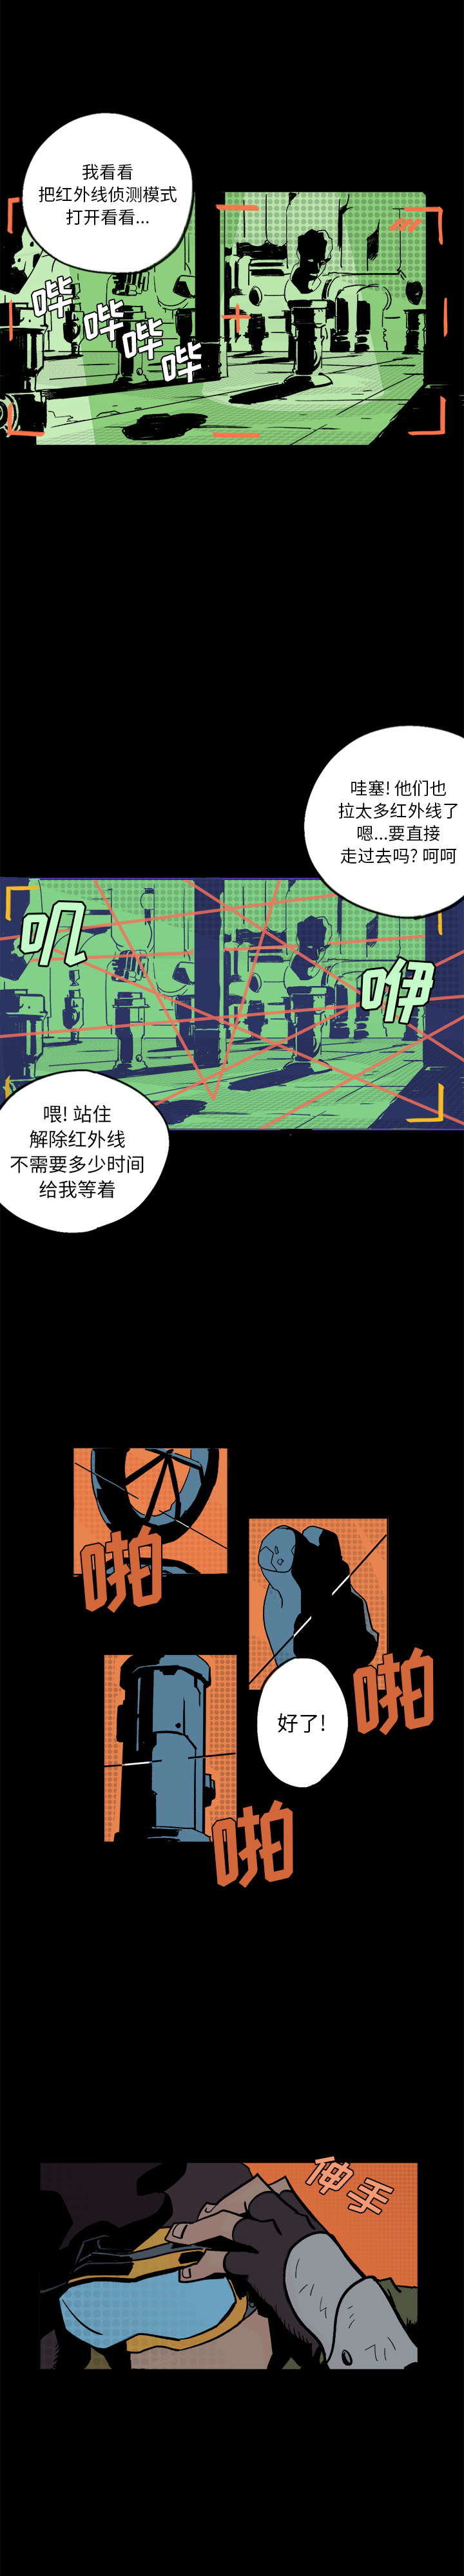 我看看
把红外线侦测模式
打开看看...
哔
哔
哔
哔
哇塞! 他们也
拉太多红外线了
嗯...要直接
走过去吗? 呵呵
叽
咿
喂! 站住
解除红外线
不需要多少时间
给我等着
啪
好了!
啪
啪
伸手